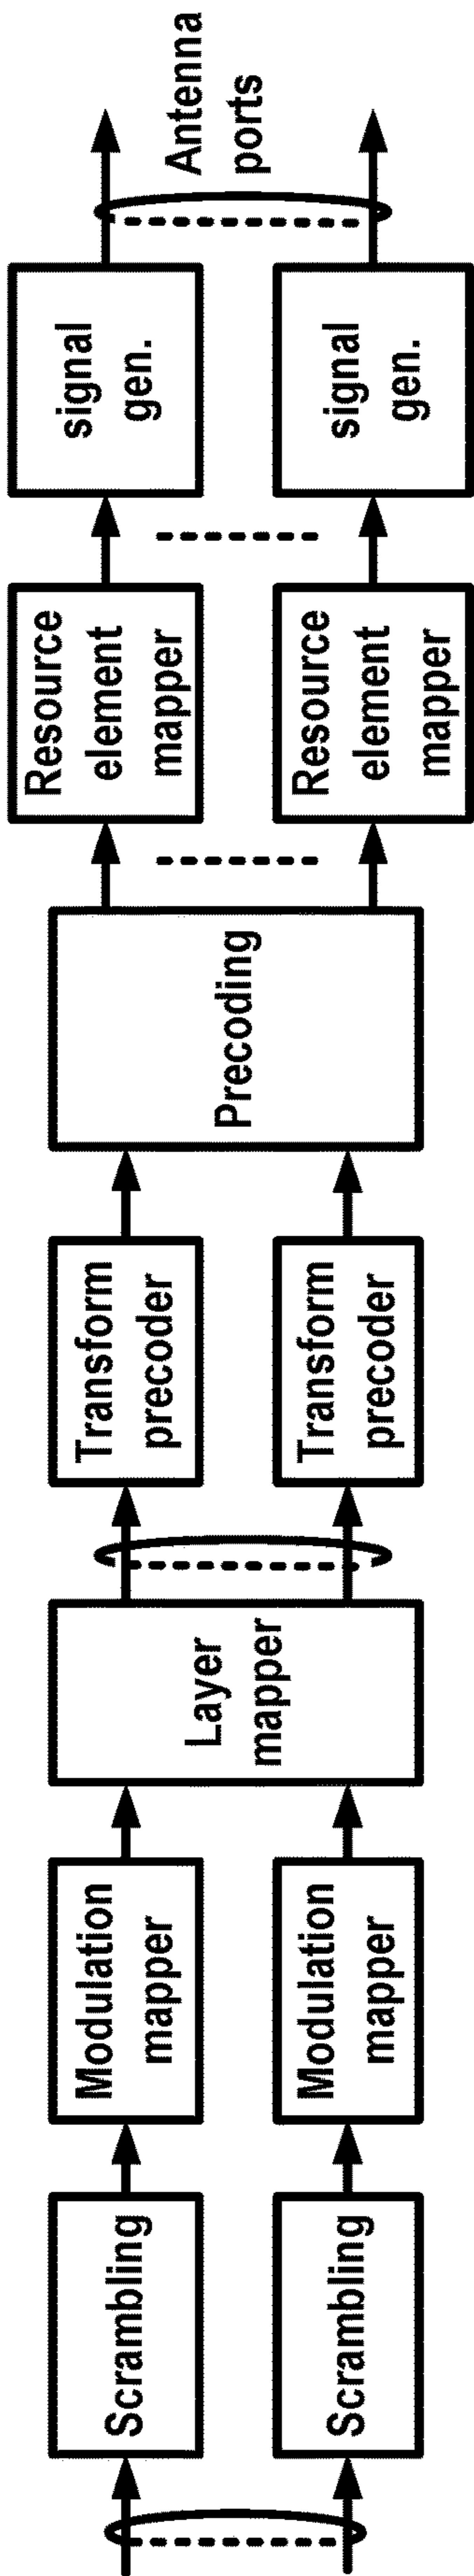 Scrambling
Scrambling
Modulation
mapper
Modulation
mapper
Layer
mapper
Transform
precoder
Transform
precoder
Precoding
Resource
element
mapper
Resource
element
mapper
signal
gen.
signal
gen.
Antenna
ports